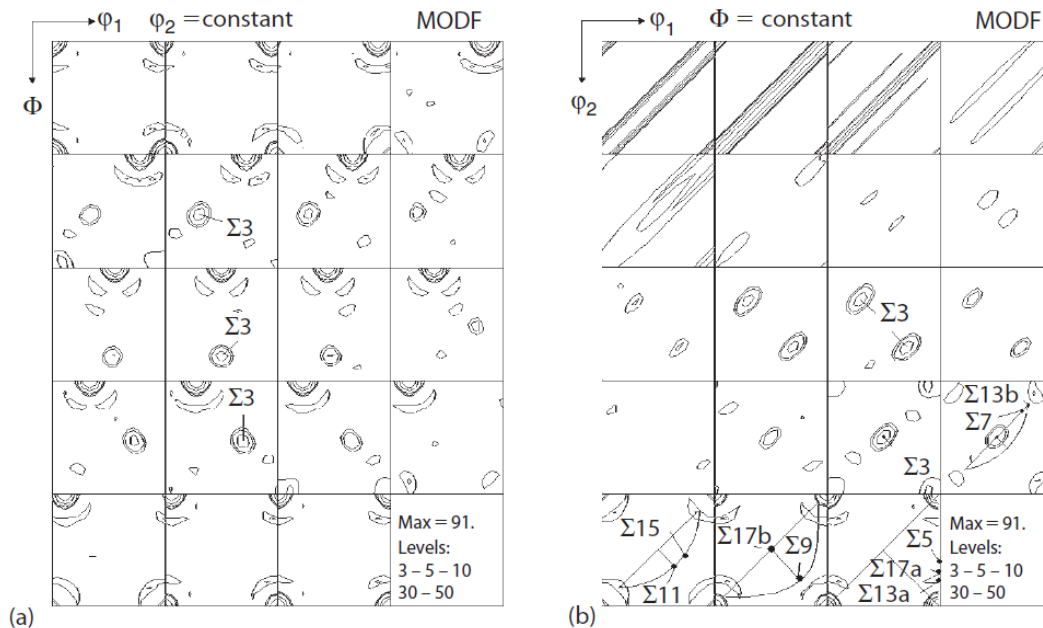 φ1 φ2 = constant MODF
Φ
Σ3
Σ3
Σ3
Max = 91.
Levels:
3 – 5 – 10
30 – 50
(a)
φ1 Φ = constant MODF
φ2
Σ3
Σ13b
Σ7
Σ3
Σ15
Σ17b
Σ9
Σ5
Σ11
Σ17a
Σ13a
Max = 91.
Levels:
3 – 5 – 10
30 – 50
(b)